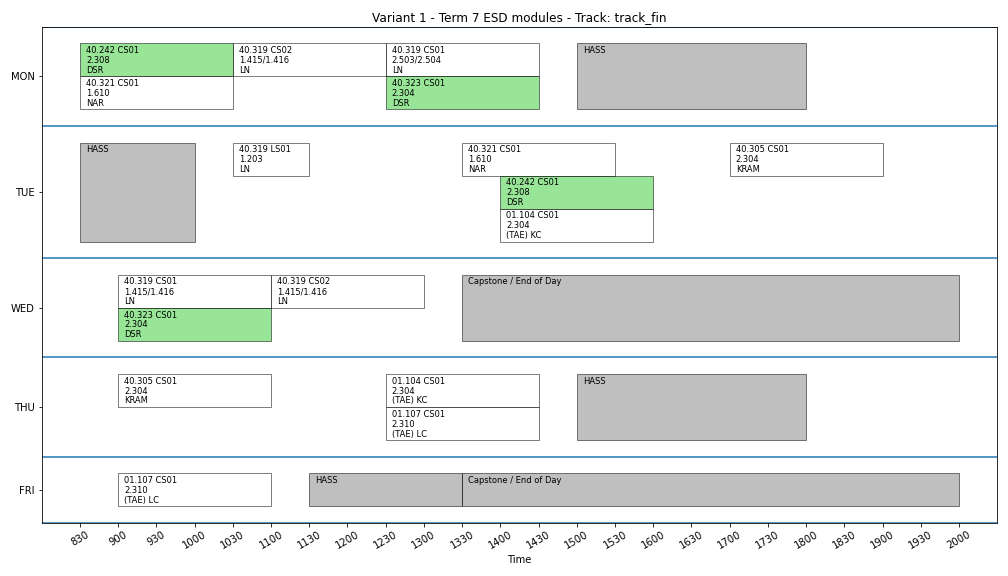 Variant 1 - Term 7 ESD modules - Track: track_fin
MON
40.242 CS01
2.308
DSR
40.319 CS02
1.415/1.416
LN
40.319 CS01
2.503/2.504
LN
HASS
40.321 CS01
1.610
NAR
40.323 CS01
2.304
DSR
TUE
HASS
40.319 LS01
1.203
LN
40.321 CS01
1.610
NAR
40.305 CS01
2.304
KRAM
40.242 CS01
2.308
DSR
01.104 CS01
2.304
(TAE) KC
WED
40.319 CS01
1.415/1.416
LN
40.319 CS02
1.415/1.416
LN
Capstone / End of Day
40.323 CS01
2.304
DSR
THU
40.305 CS01
2.304
KRAM
01.104 CS01
2.304
(TAE) KC
HASS
01.107 CS01
2.310
(TAE) LC
FRI
01.107 CS01
2.310
(TAE) LC
HASS
Capstone / End of Day
830 900 930 1000 1030 1100 1130 1200 1230 1300 1330 1400 1430 1500 1530 1600 1630 1700 1730 1800 1830 1900 1930 2000
Time